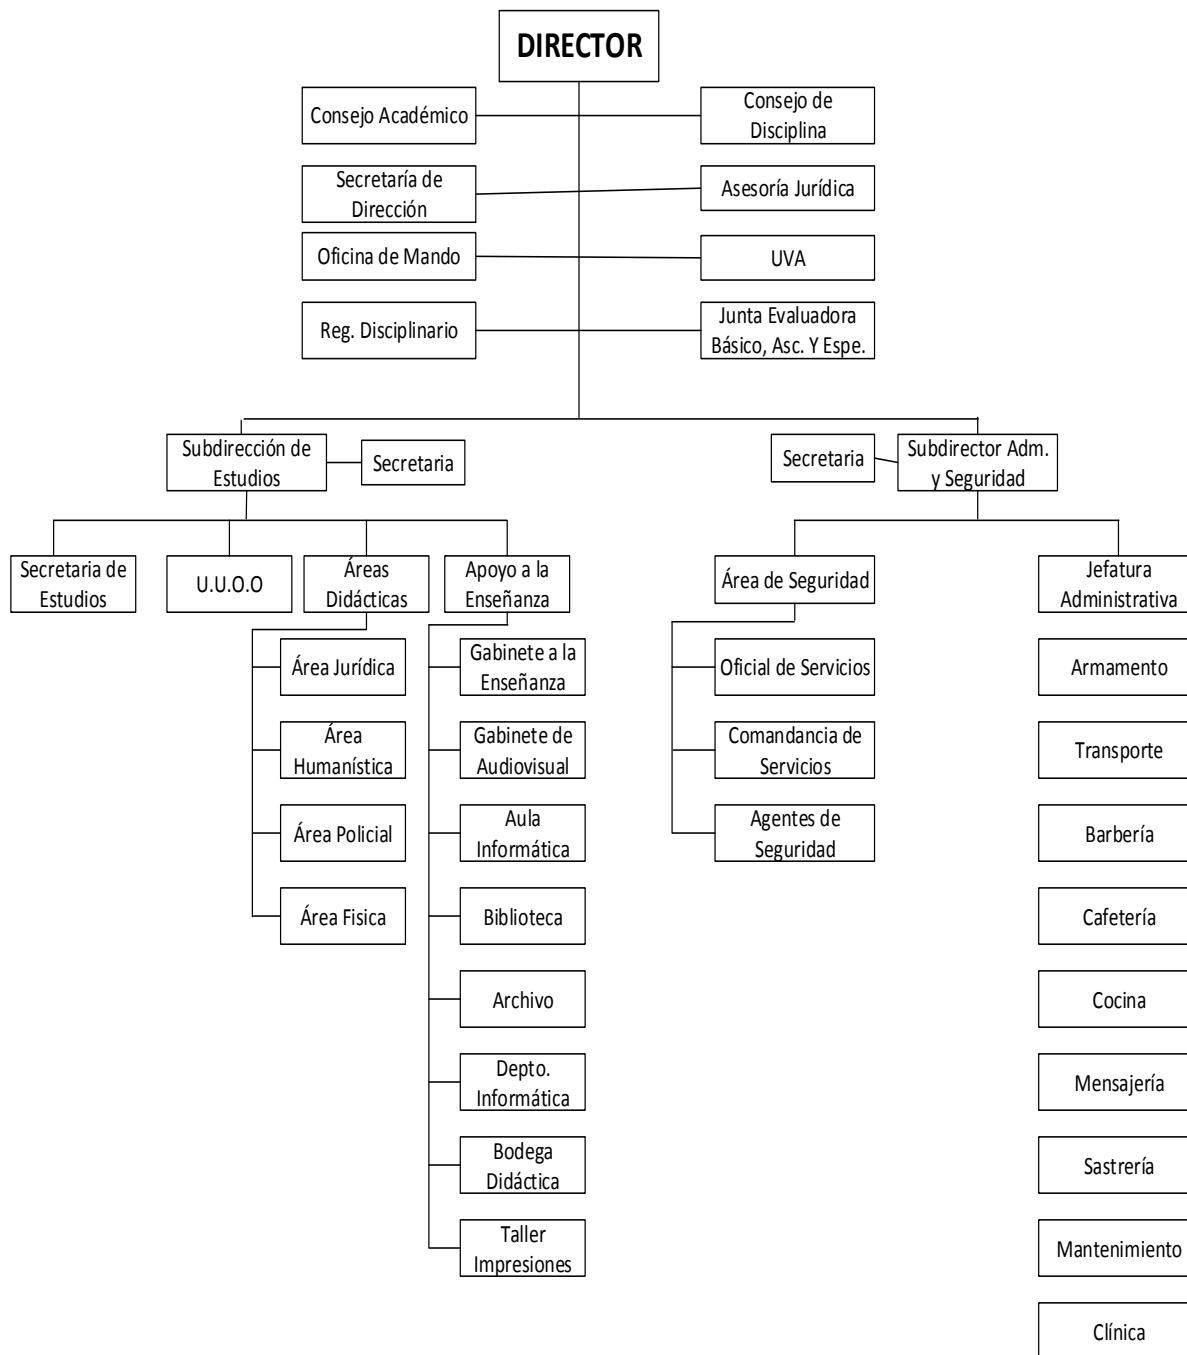 DIRECTOR
Consejo Académico
Consejo de
Disciplina
Secretaría de
Dirección
Asesoría Jurídica
Oficina de Mando
UVA
Reg. Disciplinario
Junta Evaluadora
Básico, Asc. Y Espe.
Subdirección de
Estudios
Secretaria
Secretaria
Subdirector Adm.
y Seguridad
Secretaria de
Estudios
U.U.O.O
Áreas
Didácticas
Apoyo a la
Enseñanza
Área de Seguridad
Jefatura
Administrativa
Área Jurídica
Área
Humanística
Área Policial
Área Fisica
Gabinete a la
Enseñanza
Gabinete de
Audiovisual
Aula
Informática
Biblioteca
Archivo
Depto.
Informática
Bodega
Didáctica
Taller
Impresiones
Oficial de Servicios
Comandancia de
Servicios
Agentes de
Seguridad
Armamento
Transporte
Barbería
Cafetería
Cocina
Mensajería
Sastrería
Mantenimiento
Clínica